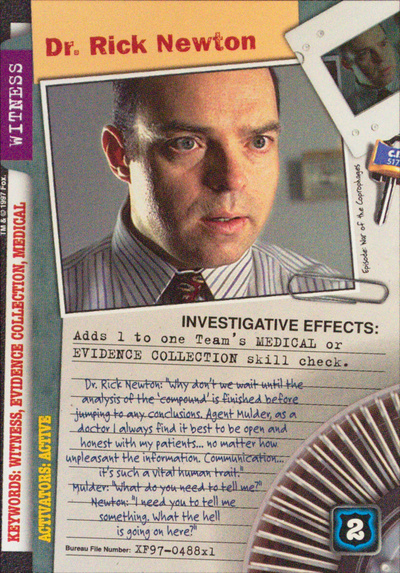 Dr. Rick Newton
WITNESS
TM & © 1997 Fox.
KEYWORDS: WITNESS, EVIDENCE COLLECTION, MEDICAL
ACTIVATORS: ACTIVE
Episode: War of the Coprophages
INVESTIGATIVE EFFECTS:
Adds 1 to one Team's MEDICAL or
EVIDENCE COLLECTION skill check.
Dr. Rick Newton: "Why don't we wait until the
analysis of the 'compound' is finished before
jumping to any conclusions. Agent Mulder, as a
doctor I always find it best to be open and
honest with my patients... no matter how
unpleasant the information. Communication...
it's such a vital human trait."
Mulder: "What do you need to tell me?"
Newton: "I need you to tell me
something. What the hell
is going on here?"
Bureau File Number: XF97-0488x1
2
517